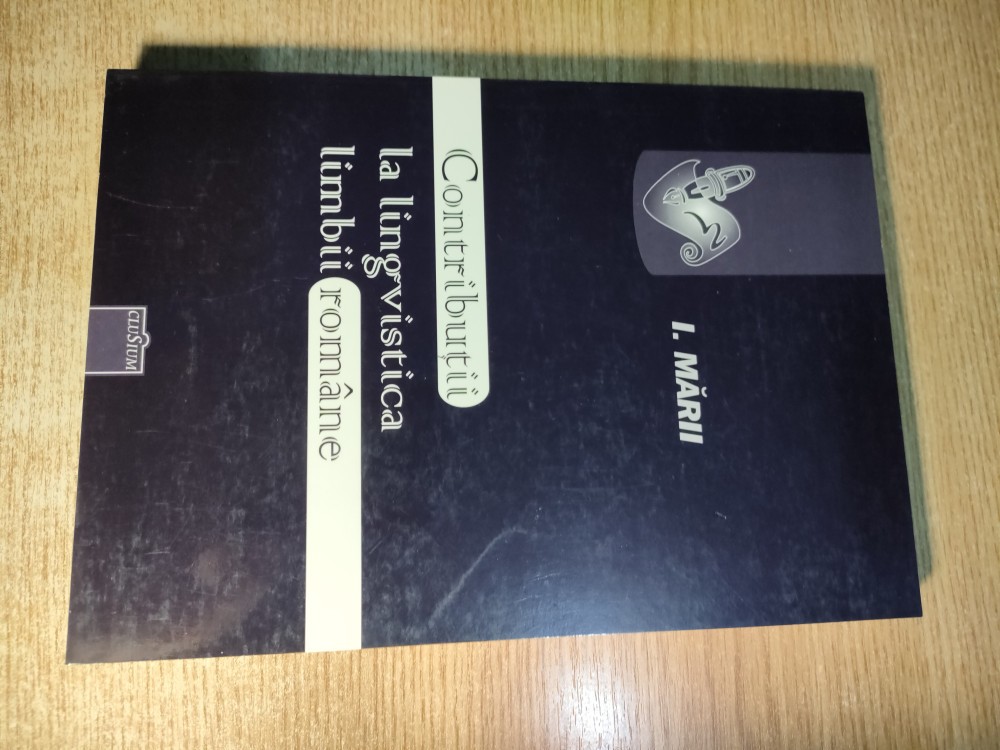 I. MĂRII
Contribuții
la lingvistica
limbii române
CLUSIUM